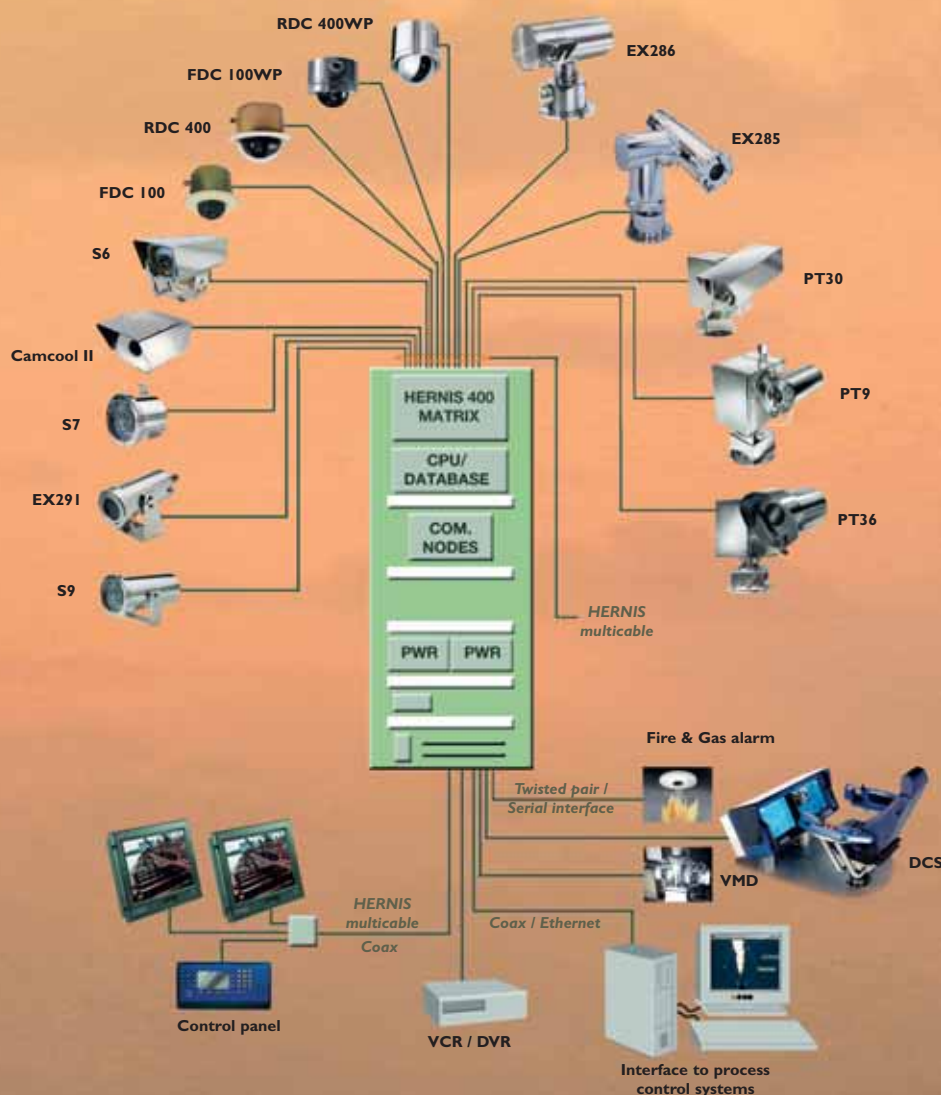 RDC 400WP
FDC 100WP
EX286
RDC 400
EX285
FDC 100
S6
PT30
Camcool II
HERNIS 400
MATRIX
PT9
S7
CPU/
DATABASE
EX291
COM.
NODES
PT36
S9
HERNIS
multicable
PWR
PWR
Fire & Gas alarm
Twisted pair /
Serial interface
DCS
VMD
HERNIS
multicable
Coax
Coax / Ethernet
Control panel
VCR / DVR
Interface to process
control systems